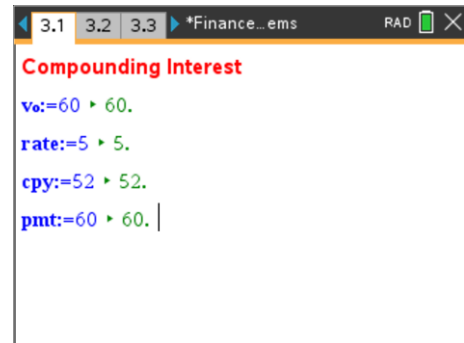 3.1 3.2 3.3 *Finance...ems RAD
Compounding Interest
v₀:=60 ▸ 60.
rate:=5 ▸ 5.
cpy:=52 ▸ 52.
pmt:=60 ▸ 60.